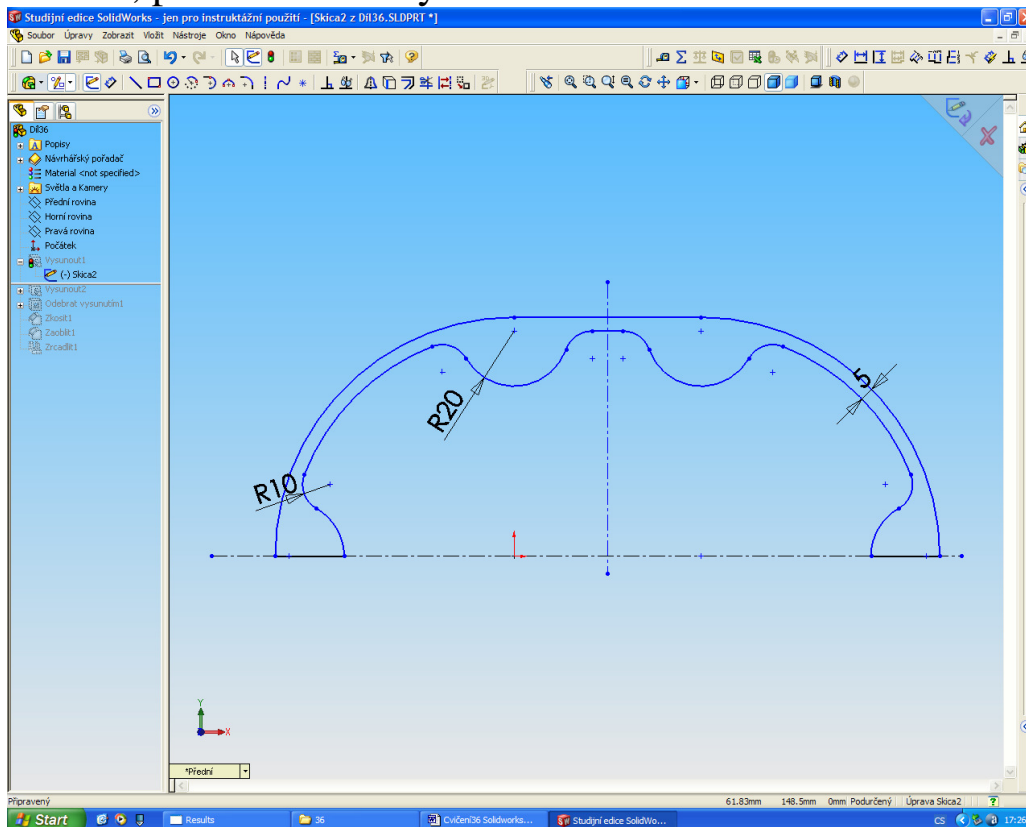 Studijní edice SolidWorks - jen pro instruktážní použití - [Skica2 z Díl36.SLDPRT *]
Soubor Úpravy Zobrazit Vložit Nástroje Okno Nápověda
Díl36
Popisy
Návrhářský pořadač
Material <not specified>
Světla a Kamery
Přední rovina
Horní rovina
Pravá rovina
Počátek
Vysunout1
(-) Skica2
Vysunout2
Odebrat vysunutím1
Zkosit1
Zaoblit1
Zrcadlit1
R20
5
R10
Y
X
*Přední
Připravený 61.83mm 148.5mm 0mm Podurčený Úprava Skica2
Start Results 36 Cvičení36 Solidworks... Studijní edice SolidWo... CS 17:26